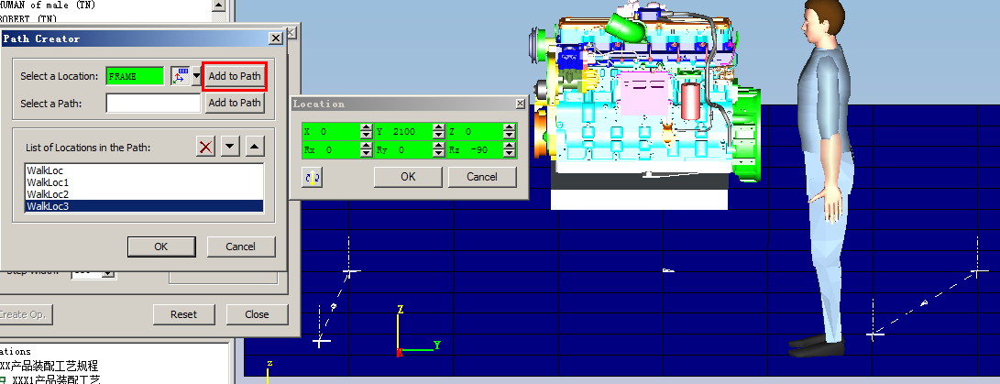 HUMAN of male (TN)
ROBERT (TN)
Path Creator
Select a Location: FRAME Add to Path
Select a Path: Add to Path
List of Locations in the Path:
WalkLoc
WalkLoc1
WalkLoc2
WalkLoc3
OK Cancel
Location
X 0 Y 2100 Z 0
Rx 0 Ry 0 Rz -90
OK Cancel
Create Op. Reset Close
ations
XX产品装配工艺规程
XXX1产品装配工艺
Z
Y
z